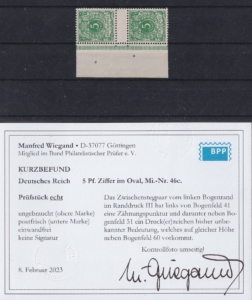 Manfred Wiegand • D-37077 Göttingen
Mitglied im Bund Philatelistischer Prüfer e. V.
BPP
KURZBEFUND
Deutsches Reich 5 Pf. Ziffer im Oval, Mi.-Nr. 46c.
Prüfstück echt
ungebraucht (obere Marke)
postfrisch (untere Marke)
einwandfrei
keine Signatur
Das Zwischenstegpaar vom linken Bogenrand
im Randdruck III hat links von Bogenfeld 41
eine Zähnungspunktur und darunter neben Bo-
genfeld 51 ein Druck(er)zeichen bisher unbe-
kannter Bedeutung, welches auf gleicher Höhe
neben Bogenfeld 60 vorkommt.
Kontrollfoto umseitig
8. Februar 2023
M. Wiegand